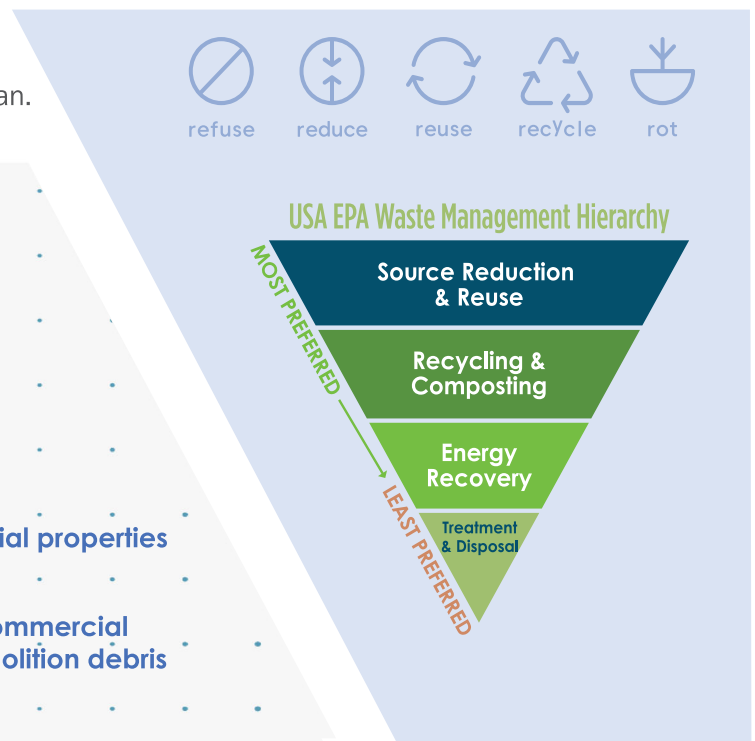 an.
refuse reduce reuse recycle rot
USA EPA Waste Management Hierarchy
MOST PREFERRED
LEAST PREFERRED
Source Reduction
& Reuse
Recycling &
Composting
Energy
Recovery
Treatment
& Disposal
ial properties
ommercial
olition debris